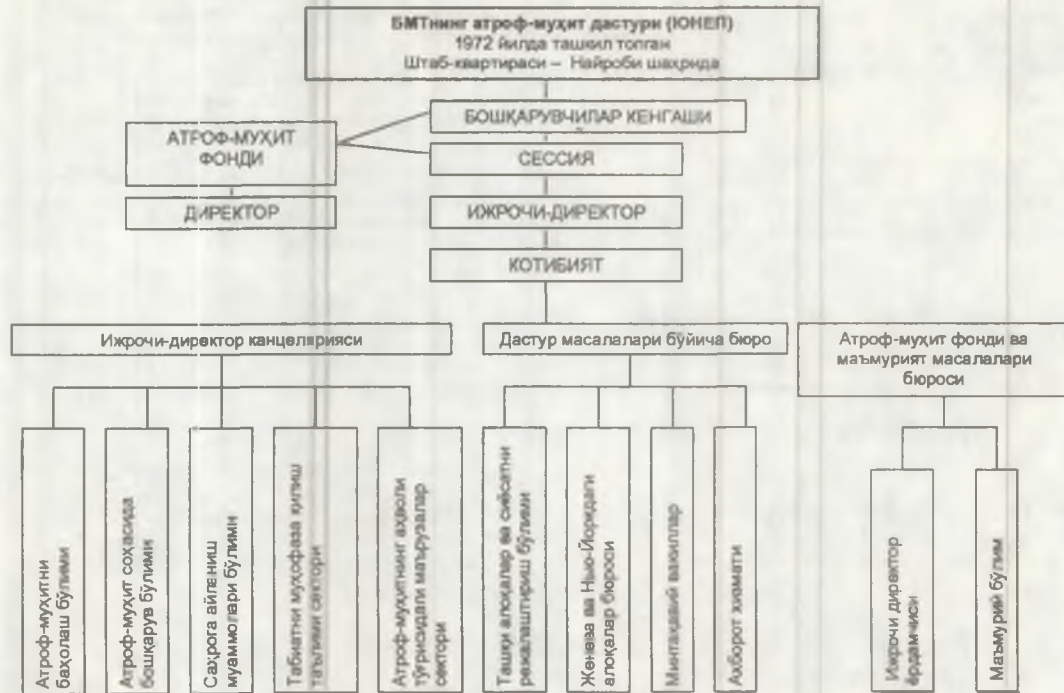 БМТнинг атроф-муҳит дастури (ЮНЕП)
1972 йилда ташкил топган
Штаб-квартираси – Найроби шаҳрида
БОШҚАРУВЧИЛАР КЕНГАШИ
АТРОФ-МУҲИТ
ФОНДИ
СЕССИЯ
ДИРЕКТОР
ИЖРОЧИ-ДИРЕКТОР
КОТИБИЯТ
Ижрочи-директор канцелярияси
Дастур масалалари бўйича бюро
Атроф-муҳит фонди ва
маъмурият масалалари
бюроси
Атроф-муҳитни
баҳолаш бўлими
Атроф-муҳит соҳасида
бошқарув бўлими
Саҳрога айланиш
муаммолари бўлими
Табиатни муҳофаза қилиш
таълими сектори
Атроф-муҳитнинг аҳволи
тўғрисидаги маърузалар
сектори
Ташқи алоқалар ва сиёсатни
режалаштириш бўлими
Женева ва Нью-Йоркдаги
алоқалар бюроси
Минтақавий вакиллар
Ахборот хизмати
Ижрочи директор
ёрдамчиси
Маъмурий бўлим